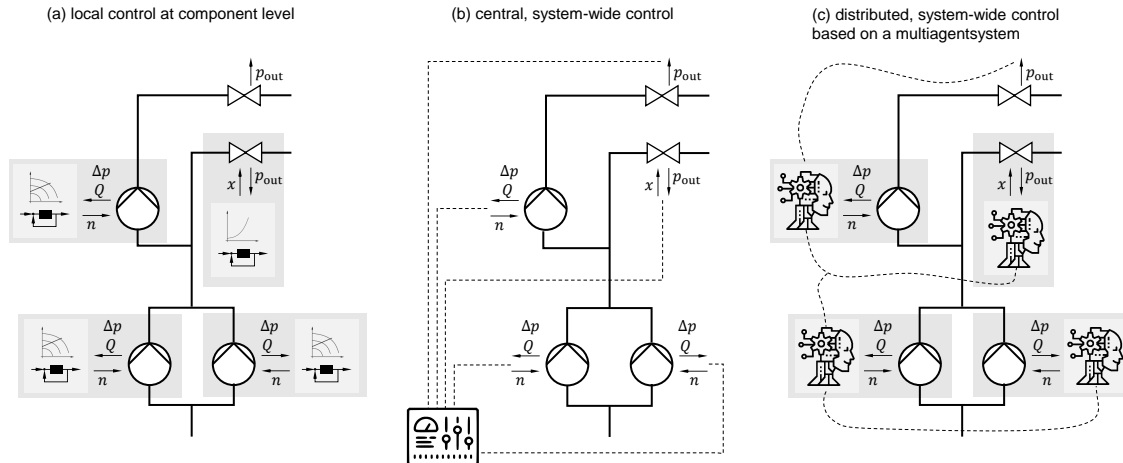 (a) local control at component level
p_out
Δp
Q
n
x
p_out
Δp
Q
n
Δp
Q
n
(b) central, system-wide control
p_out
Δp
Q
n
x
p_out
Δp
Q
n
Δp
Q
n
(c) distributed, system-wide control
based on a multiagentsystem
p_out
Δp
Q
n
x
p_out
Δp
Q
n
Δp
Q
n